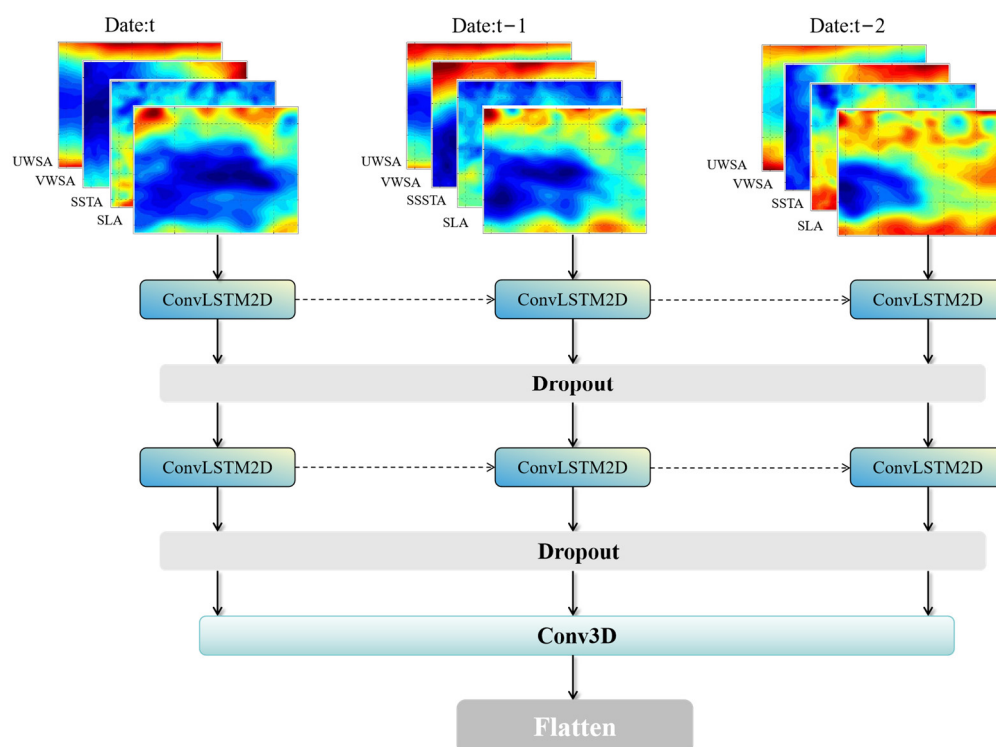 Date:t
Date:t−1
Date:t−2
UWSA
VWSA
SSTA
SLA
UWSA
VWSA
SSSTA
SLA
UWSA
VWSA
SSTA
SLA
ConvLSTM2D
ConvLSTM2D
ConvLSTM2D
Dropout
ConvLSTM2D
ConvLSTM2D
ConvLSTM2D
Dropout
Conv3D
Flatten